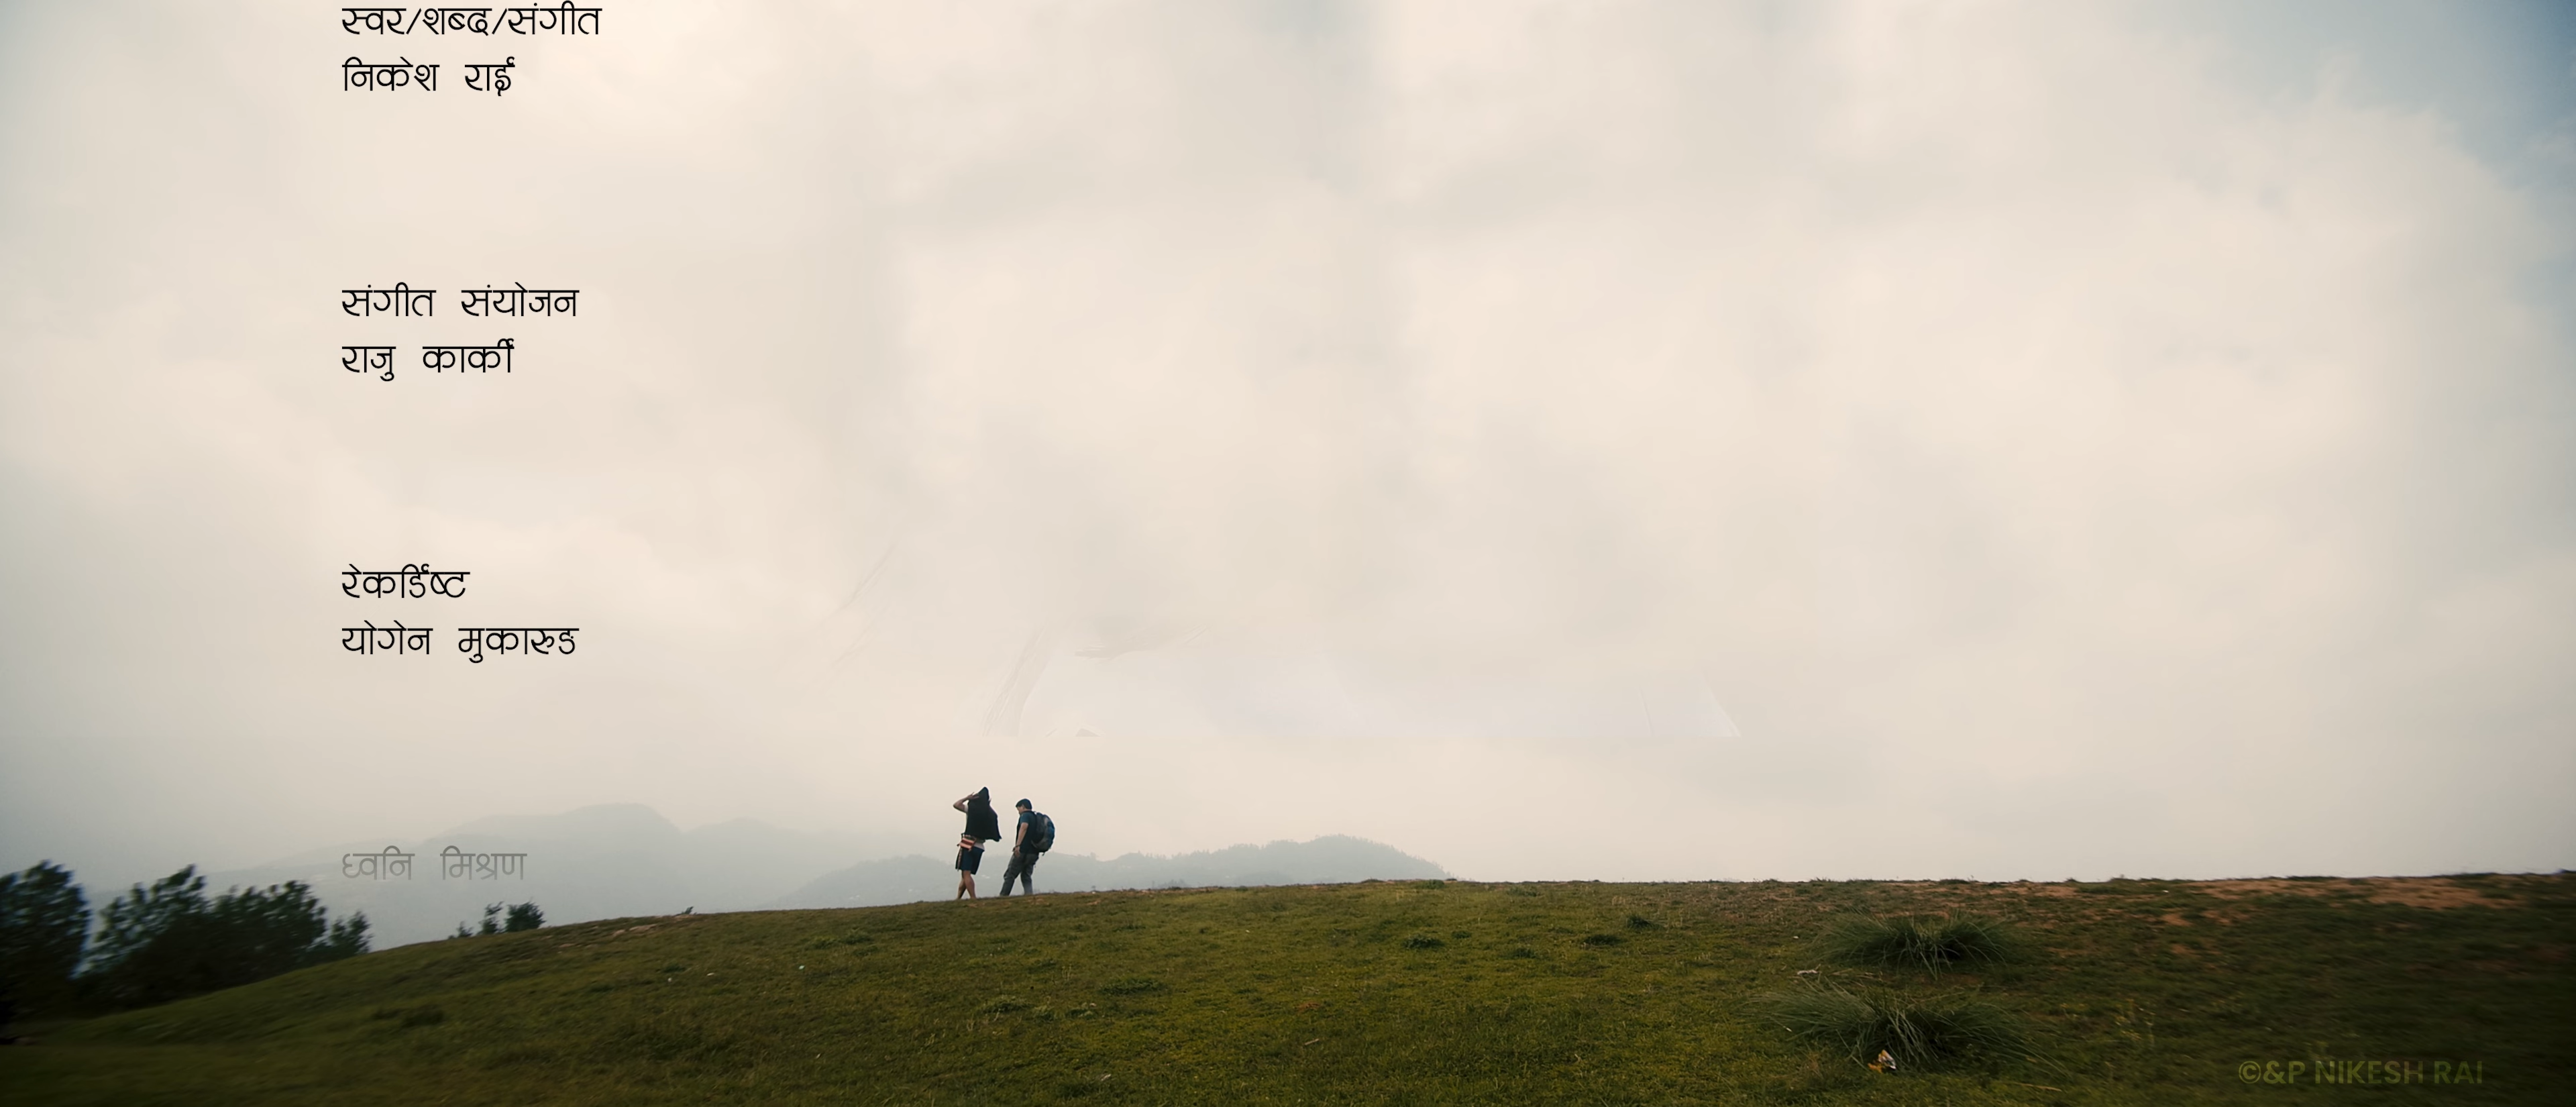 स्वर/शब्द/संगीत
निकेश राई
संगीत संयोजन
राजु कार्की
रेकर्डिष्ट
योगेन मुकारुङ
ध्वनि मिश्रण
©&P NIKESH RAI